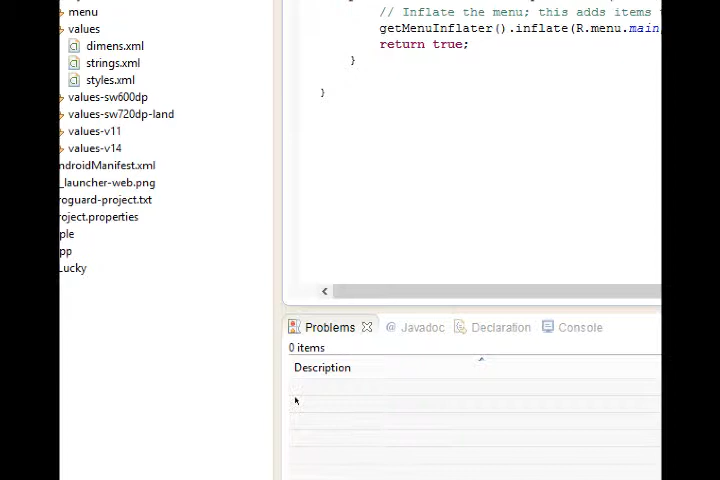 menu
values
dimens.xml
strings.xml
styles.xml
values-sw600dp
values-sw720dp-land
values-v11
values-v14
ndroidManifest.xml
_launcher-web.png
roguard-project.txt
roject.properties
ple
pp
Lucky
// Inflate the menu; this adds items
getMenuInflater().inflate(R.menu.main,
return true;
}
}
Problems @ Javadoc Declaration Console
0 items
Description